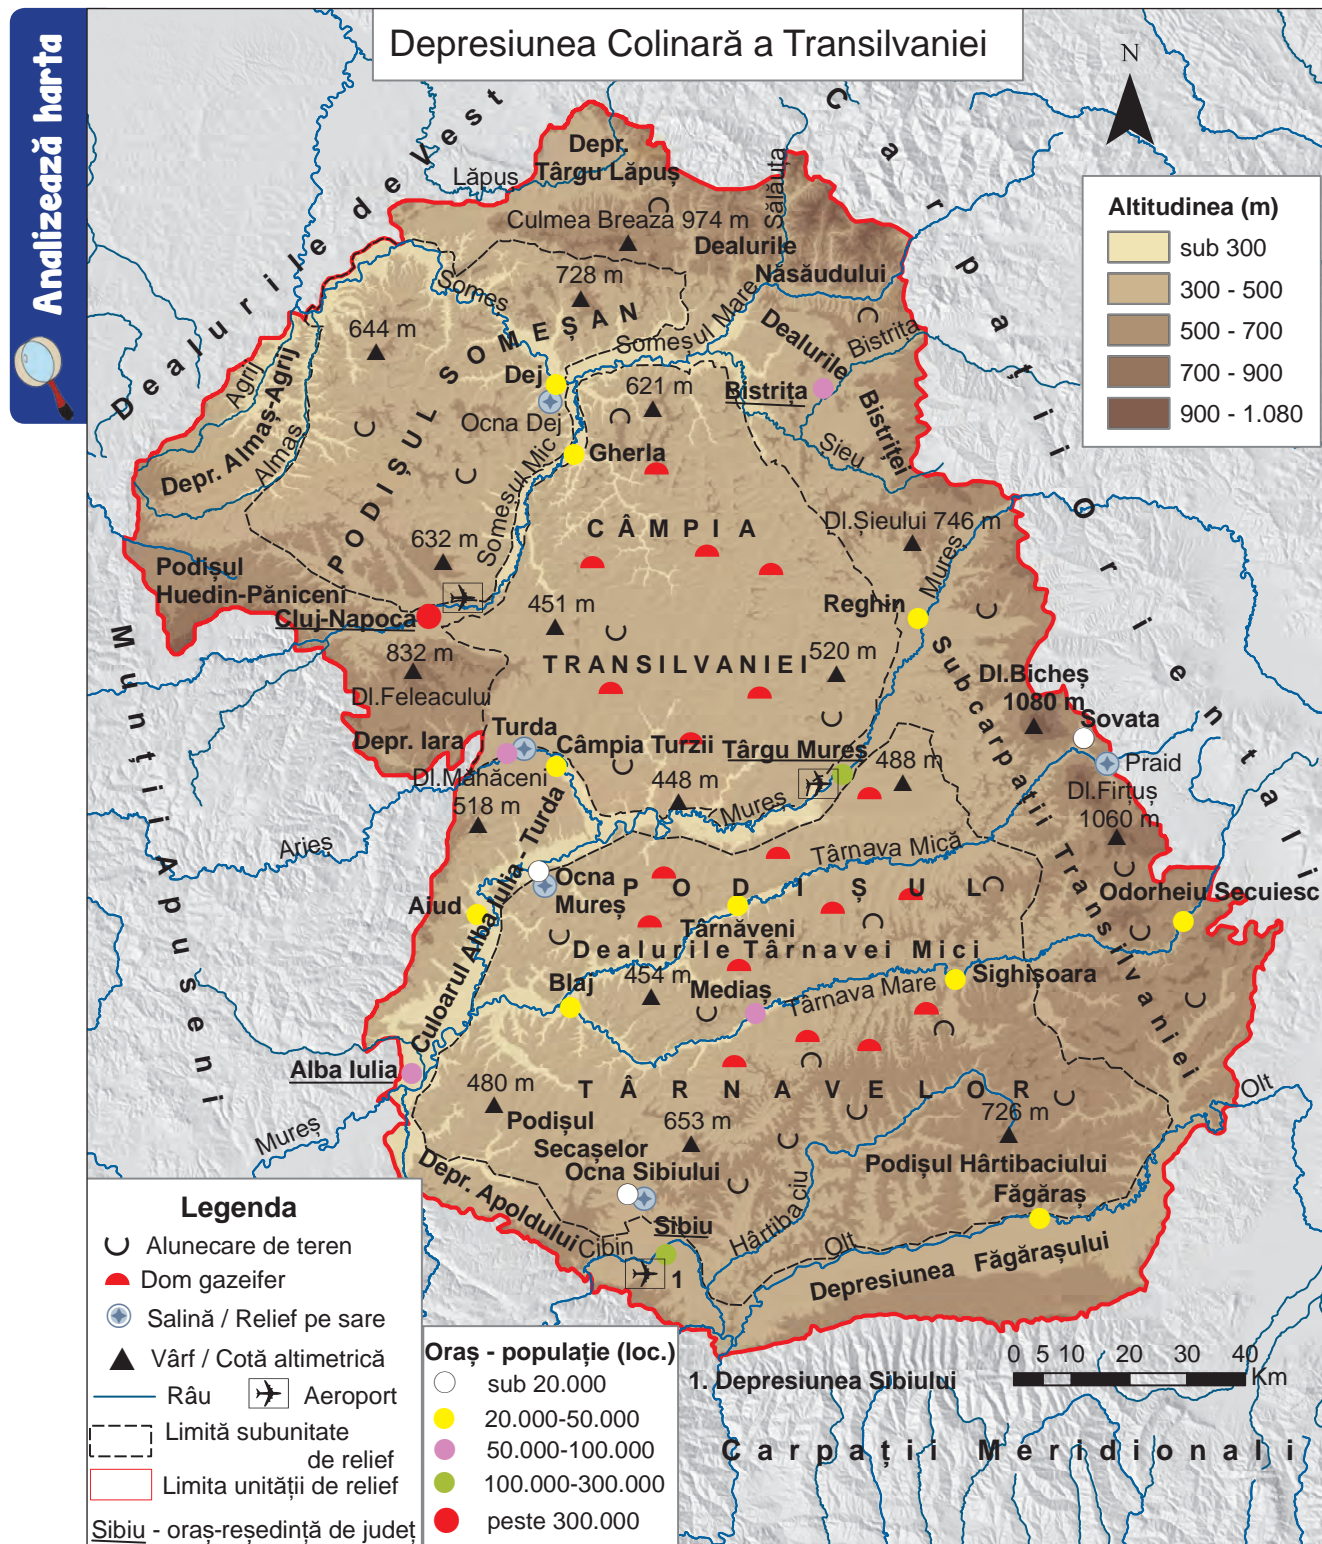 Analizează harta
Depresiunea Colinară a Transilvaniei
N
Altitudinea (m)
sub 300
300 - 500
500 - 700
700 - 900
900 - 1.080
Dealurile de Vest
Carpații Orientali
Munții Apuseni
Carpații Meridionali
Lăpuș
Depr.
Târgu Lăpuș
Sălăuța
Culmea Breaza 974 m
Dealurile
Năsăudului
728 m
Someș
644 m
PODIȘUL SOMEȘAN
Someșul Mare
Dealurile
Bistriței
Bistrița
Agrij
Depr. Almaș-Agrij
Almaș
Dej
Ocna Dej
621 m
Bistrița
Șieu
Gherla
Someșul Mic
CÂMPIA
TRANSILVANIEI
Dl.Șieului 746 m
Mureș
632 m
Podișul
Huedin-Păniceni
Cluj-Napoca
451 m
Reghin
832 m
Dl.Feleacului
520 m
Subcarpații Transilvaniei
Dl.Bicheș
1080 m
Sovata
Depr. Iara
Turda
Câmpia Turzii
Târgu Mureș
488 m
Praid
Dl.Măhăceni
518 m
448 m
Mureș
Dl.Firtuș
1060 m
Arieș
Târnava Mică
Culoarul Alba Iulia - Turda
Ocna
Mureș
PODIȘUL
Odorheiu Secuiesc
Aiud
Târnăveni
Dealurile Târnavei Mici
454 m
Blaj
Mediaș
Târnava Mare
Sighișoara
Alba Iulia
480 m
TÂRNAVELOR
Olt
Mureș
Podișul
Secașelor
653 m
726 m
Depr. Apoldului
Ocna Sibiului
Podișul Hârtibaciului
Făgăraș
Sibiu
Cibin
Hârtibaciu
Olt
1
Depresiunea Făgărașului
Legenda
Alunecare de teren
Dom gazeifer
Salină / Relief pe sare
Vârf / Cotă altimetrică
Râu
Aeroport
Limită subunitate
de relief
Limita unității de relief
Sibiu - oraș-reședință de județ
Oraș - populație (loc.)
sub 20.000
20.000-50.000
50.000-100.000
100.000-300.000
peste 300.000
1. Depresiunea Sibiului
0 5 10 20 30 40
Km